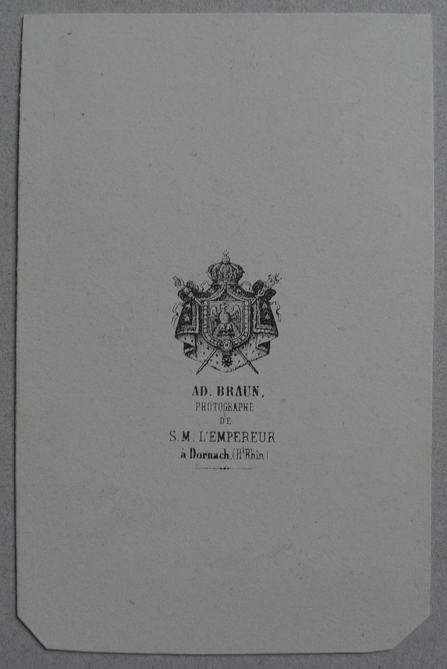 AD. BRAUN,
PHOTOGRAPHE
DE
S. M. L'EMPEREUR
à Dornach, (Ht Rhin)